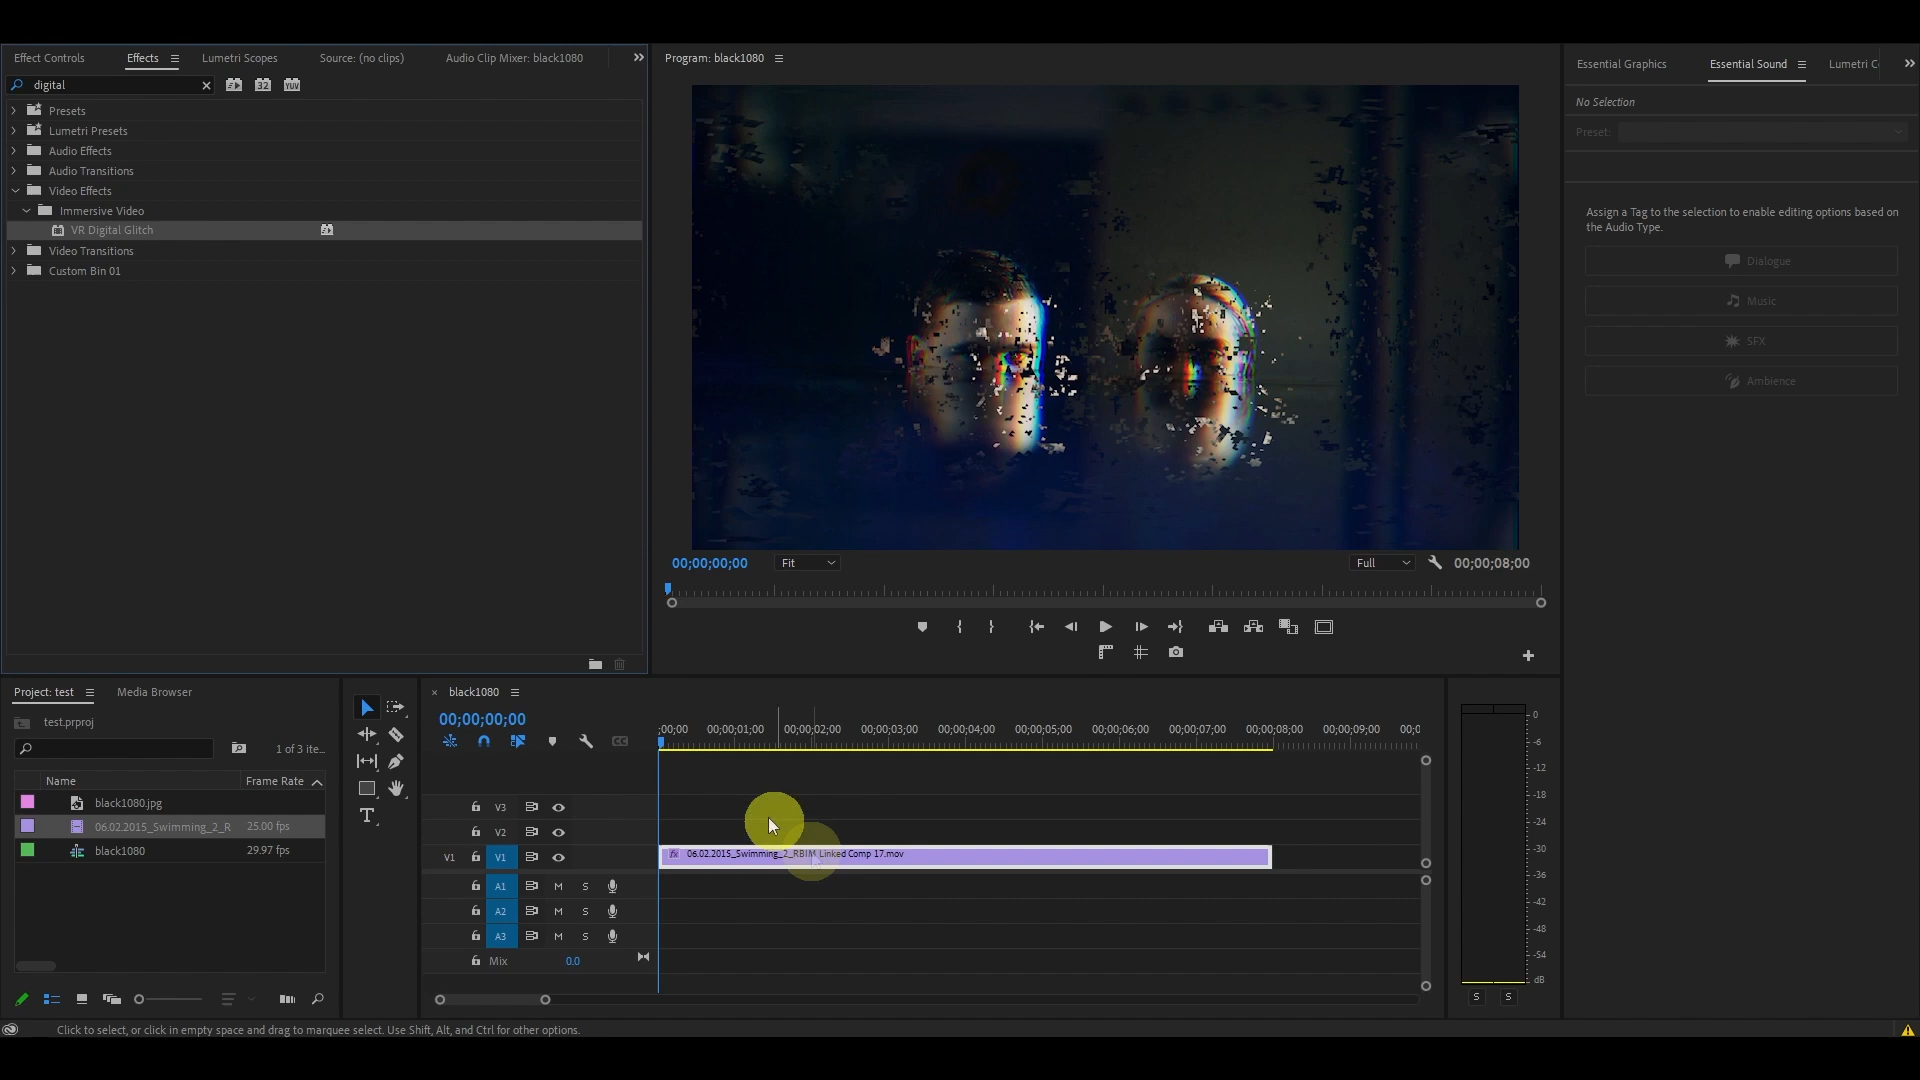 Effect Controls
Effects
Lumetri Scopes
Source: (no clips)
Audio Clip Mixer: black1080
digital
32
YUV
Presets
Lumetri Presets
Audio Effects
Audio Transitions
Video Effects
Immersive Video
VR Digital Glitch
Video Transitions
Custom Bin 01
Program: black1080
00;00;00;00
Fit
Full
00;00;08;00
Essential Graphics
Essential Sound
Lumetri C
No Selection
Preset:
Assign a Tag to the selection to enable editing options based on
the Audio Type.
Dialogue
Music
SFX
Ambience
Project: test
Media Browser
test.prproj
1 of 3 ite...
Name
Frame Rate
black1080.jpg
06.02.2015_Swimming_2_R
25.00 fps
black1080
29.97 fps
× black1080
00;00;00;00
;00;00
00;00;01;00
00;00;02;00
00;00;03;00
00;00;04;00
00;00;05;00
00;00;06;00
00;00;07;00
00;00;08;00
00;00;09;00
00;0
V3
V2
V1 V1
fx 06.02.2015_Swimming_2_RBIM Linked Comp 17.mov
A1 M S
A2 M S
A3 M S
Mix 0.0
0
-6
-12
-18
-24
-30
-36
-42
-48
-54
dB
S S
Click to select, or click in empty space and drag to marquee select. Use Shift, Alt, and Ctrl for other options.